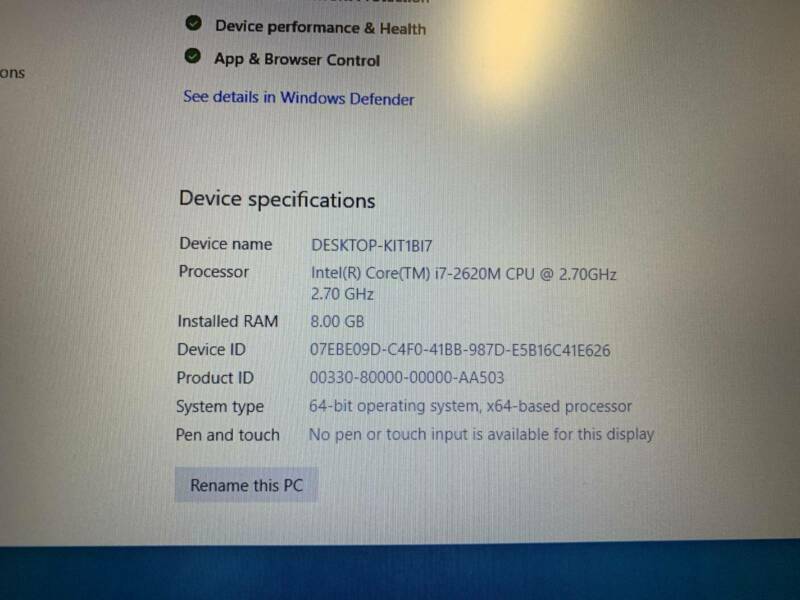 Device performance & Health
App & Browser Control
ons
See details in Windows Defender
Device specifications
Device name DESKTOP-KIT1BI7
Processor Intel(R) Core(TM) i7-2620M CPU @ 2.70GHz
2.70 GHz
Installed RAM 8.00 GB
Device ID 07EBE09D-C4F0-41BB-987D-E5B16C41E626
Product ID 00330-80000-00000-AA503
System type 64-bit operating system, x64-based processor
Pen and touch No pen or touch input is available for this display
Rename this PC